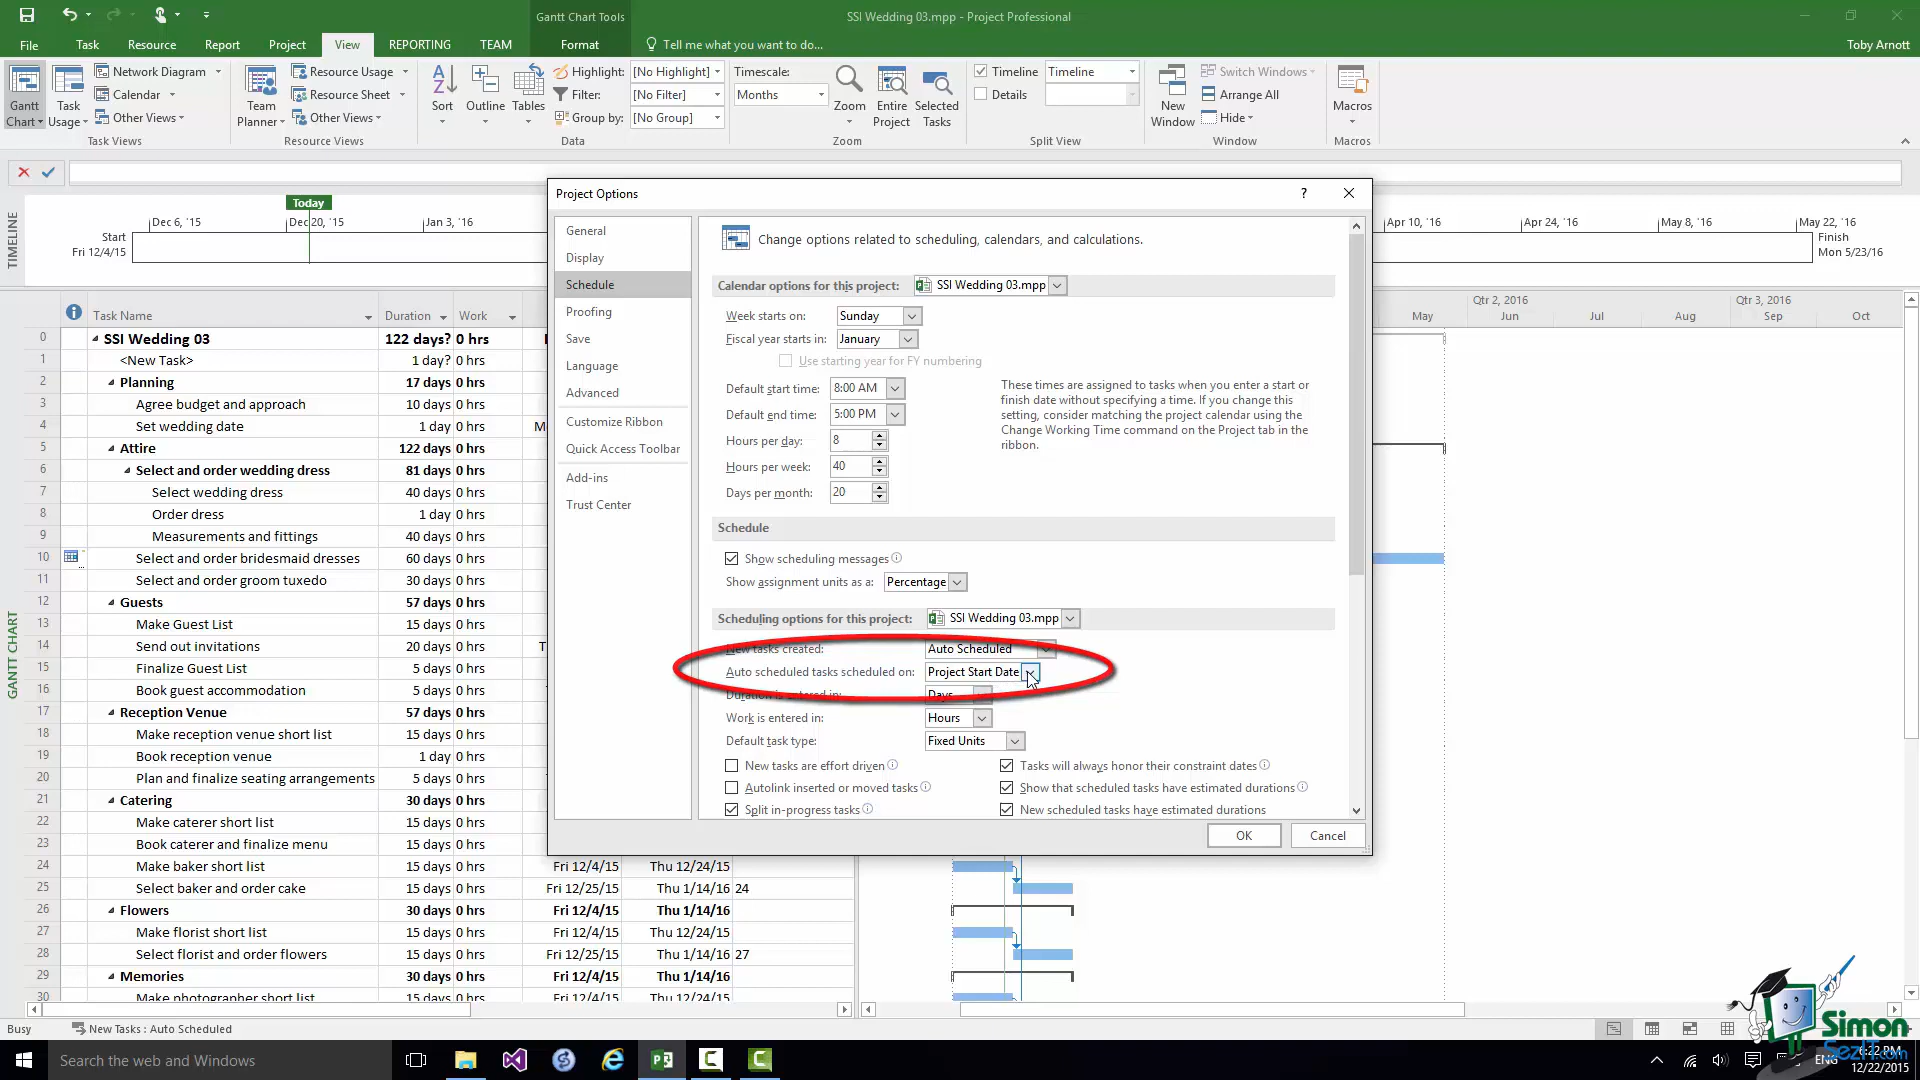 SSI Wedding 03.mpp - Project Professional
Gantt Chart Tools
File Task Resource Report Project View REPORTING TEAM Format Tell me what you want to do... Toby Arnott
Gantt Chart
Task Usage
Network Diagram
Calendar
Other Views
Task Views
Team Planner
Resource Usage
Resource Sheet
Other Views
Resource Views
Sort
Outline
Tables
Highlight: [No Highlight]
Filter: [No Filter]
Group by: [No Group]
Data
Timescale:
Months
Zoom
Entire Project
Selected Tasks
Zoom
Timeline Timeline
Details
Split View
New Window
Switch Windows
Arrange All
Hide
Window
Macros
Macros
TIMELINE
Today
Dec 6, '15 Dec 20, '15 Jan 3, '16 Apr 10, '16 Apr 24, '16 May 8, '16 May 22, '16
Start
Fri 12/4/15
Finish
Mon 5/23/16
GANTT CHART
Task Name Duration Work
0 SSI Wedding 03 122 days? 0 hrs
1 <New Task> 1 day? 0 hrs
2 Planning 17 days 0 hrs
3 Agree budget and approach 10 days 0 hrs
4 Set wedding date 1 day 0 hrs
5 Attire 122 days 0 hrs
6 Select and order wedding dress 81 days 0 hrs
7 Select wedding dress 40 days 0 hrs
8 Order dress 1 day 0 hrs
9 Measurements and fittings 40 days 0 hrs
10 Select and order bridesmaid dresses 60 days 0 hrs
11 Select and order groom tuxedo 30 days 0 hrs
12 Guests 57 days 0 hrs
13 Make Guest List 15 days 0 hrs
14 Send out invitations 20 days 0 hrs
15 Finalize Guest List 5 days 0 hrs
16 Book guest accommodation 5 days 0 hrs
17 Reception Venue 57 days 0 hrs
18 Make reception venue short list 15 days 0 hrs
19 Book reception venue 1 day 0 hrs
20 Plan and finalize seating arrangements 5 days 0 hrs
21 Catering 30 days 0 hrs
22 Make caterer short list 15 days 0 hrs
23 Book caterer and finalize menu 15 days 0 hrs
24 Make baker short list 15 days 0 hrs Fri 12/4/15 Thu 12/24/15
25 Select baker and order cake 15 days 0 hrs Fri 12/25/15 Thu 1/14/16 24
26 Flowers 30 days 0 hrs Fri 12/4/15 Thu 1/14/16
27 Make florist short list 15 days 0 hrs Fri 12/4/15 Thu 12/24/15
28 Select florist and order flowers 15 days 0 hrs Fri 12/25/15 Thu 1/14/16 27
29 Memories 30 days 0 hrs Fri 12/4/15 Thu 1/14/16
30 Make photographer short list 15 days 0 hrs Fri 12/4/15 Thu 12/24/15
Qtr 2, 2016 Qtr 3, 2016
May Jun Jul Aug Sep Oct
Project Options
?
General
Display
Schedule
Proofing
Save
Language
Advanced
Customize Ribbon
Quick Access Toolbar
Add-ins
Trust Center
Change options related to scheduling, calendars, and calculations.
Calendar options for this project: SSI Wedding 03.mpp
Week starts on: Sunday
Fiscal year starts in: January
Use starting year for FY numbering
Default start time: 8:00 AM
Default end time: 5:00 PM
Hours per day: 8
Hours per week: 40
Days per month: 20
These times are assigned to tasks when you enter a start or
finish date without specifying a time. If you change this
setting, consider matching the project calendar using the
Change Working Time command on the Project tab in the
ribbon.
Schedule
Show scheduling messages
Show assignment units as a: Percentage
Scheduling options for this project: SSI Wedding 03.mpp
New tasks created: Auto Scheduled
Auto scheduled tasks scheduled on: Project Start Date
Duration is entered in: Days
Work is entered in: Hours
Default task type: Fixed Units
New tasks are effort driven Tasks will always honor their constraint dates
Autolink inserted or moved tasks Show that scheduled tasks have estimated durations
Split in-progress tasks New scheduled tasks have estimated durations
OK Cancel
Busy New Tasks : Auto Scheduled
Search the web and Windows
ENG
6:22 PM
12/22/2015
Simon
SezIT.com